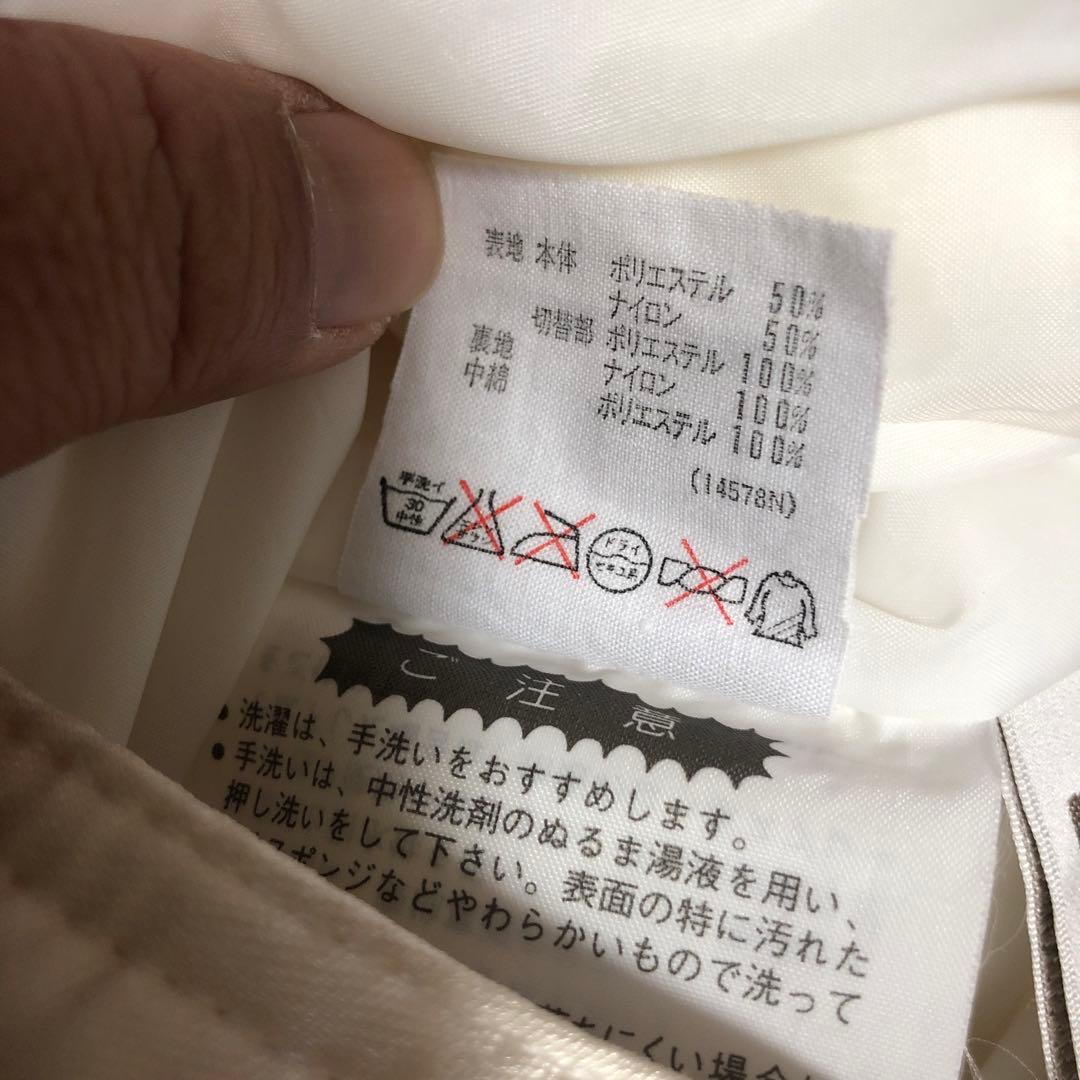 表地 本体 ポリエステル 50%
ナイロン 50%
切替部 ポリエステル 100%
裏地 ナイロン 100%
中綿 ポリエステル 100%
(14578N)
手洗イ
30
中性
ドライ
ご注意
• 洗濯は、手洗いをおすすめします。
• 手洗いは、中性洗剤のぬるま湯液を用い、
押し洗いをして下さい。表面の特に汚れた
スポンジなどやわらかいもので洗って
にくい場合